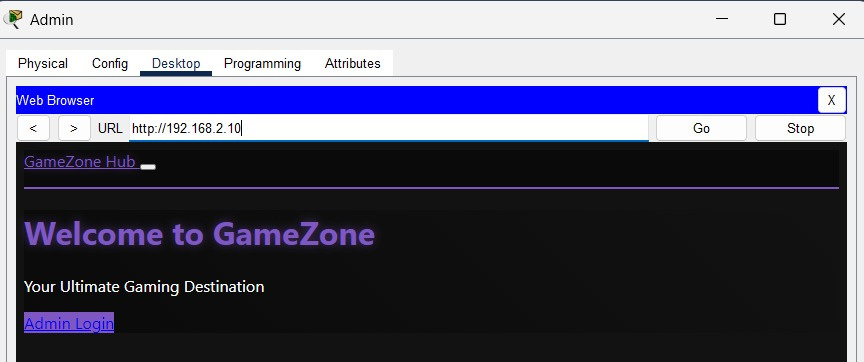 Admin
Physical Config Desktop Programming Attributes
Web Browser X
< > URL http://192.168.2.10 Go Stop
GameZone Hub
Welcome to GameZone
Your Ultimate Gaming Destination
Admin Login